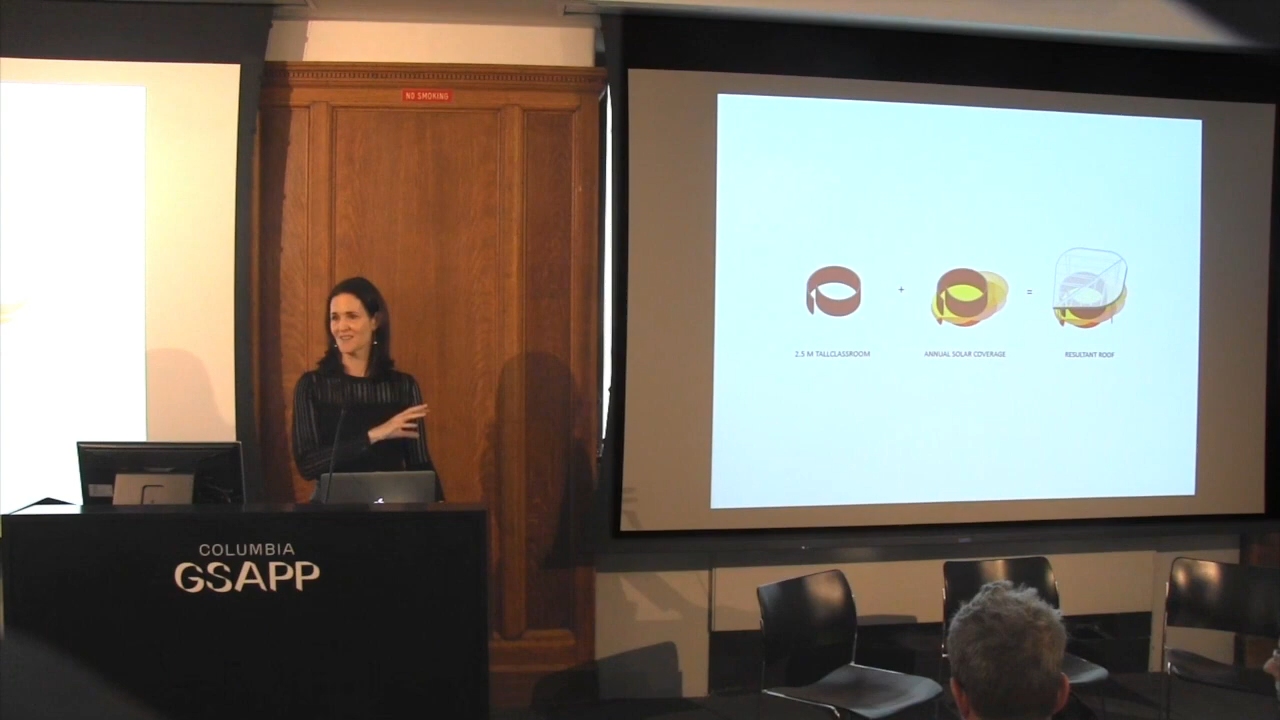 NO SMOKING
2.5 M TALLCLASSROOM
+
ANNUAL SOLAR COVERAGE
=
RESULTANT ROOF
COLUMBIA
GSAPP